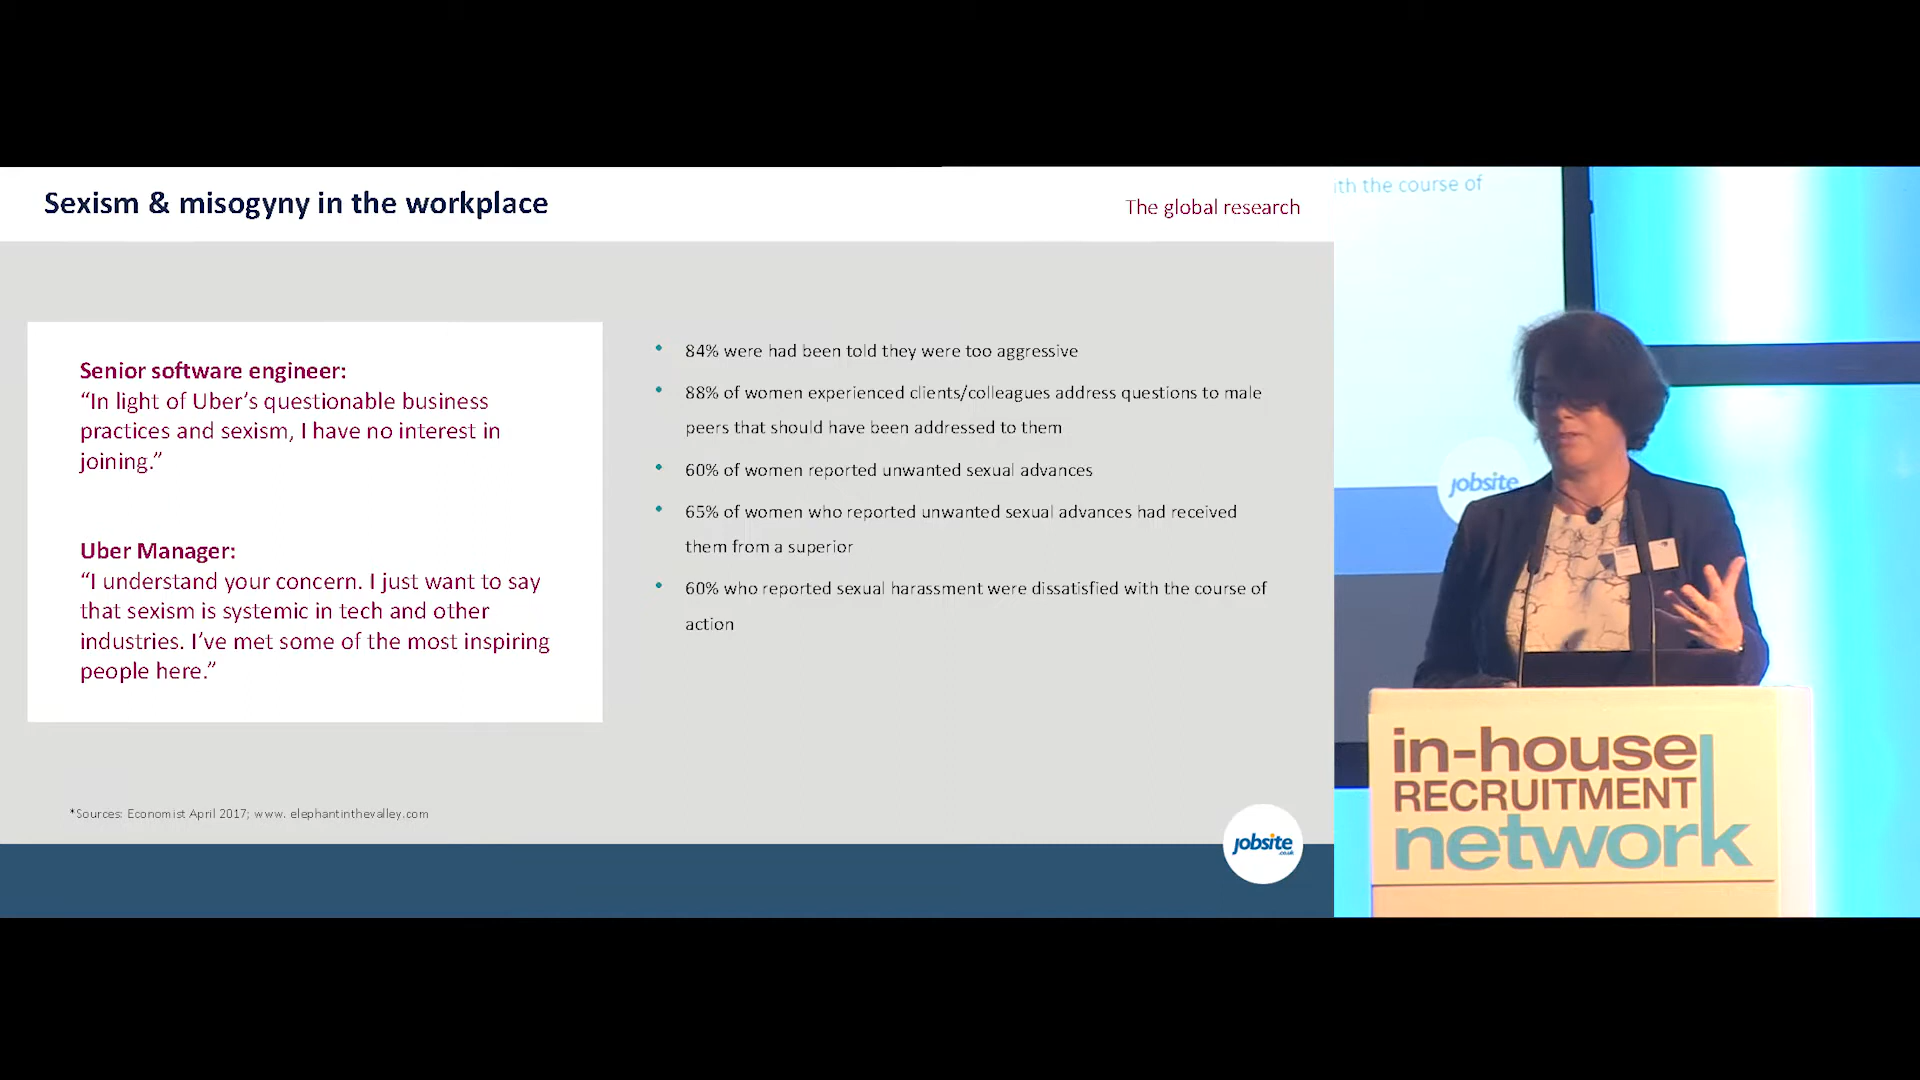 Sexism & misogyny in the workplace
The global research
Senior software engineer:
“In light of Uber’s questionable business
practices and sexism, I have no interest in
joining.”
Uber Manager:
“I understand your concern. I just want to say
that sexism is systemic in tech and other
industries. I’ve met some of the most inspiring
people here.”
• 84% were had been told they were too aggressive
• 88% of women experienced clients/colleagues address questions to male
peers that should have been addressed to them
• 60% of women reported unwanted sexual advances
• 65% of women who reported unwanted sexual advances had received
them from a superior
• 60% who reported sexual harassment were dissatisfied with the course of
action
*Sources: Economist April 2017; www. elephantinthevalley.com
jobsite
.co.uk
ith the course of
jobsite
in-house
RECRUITMENT
network